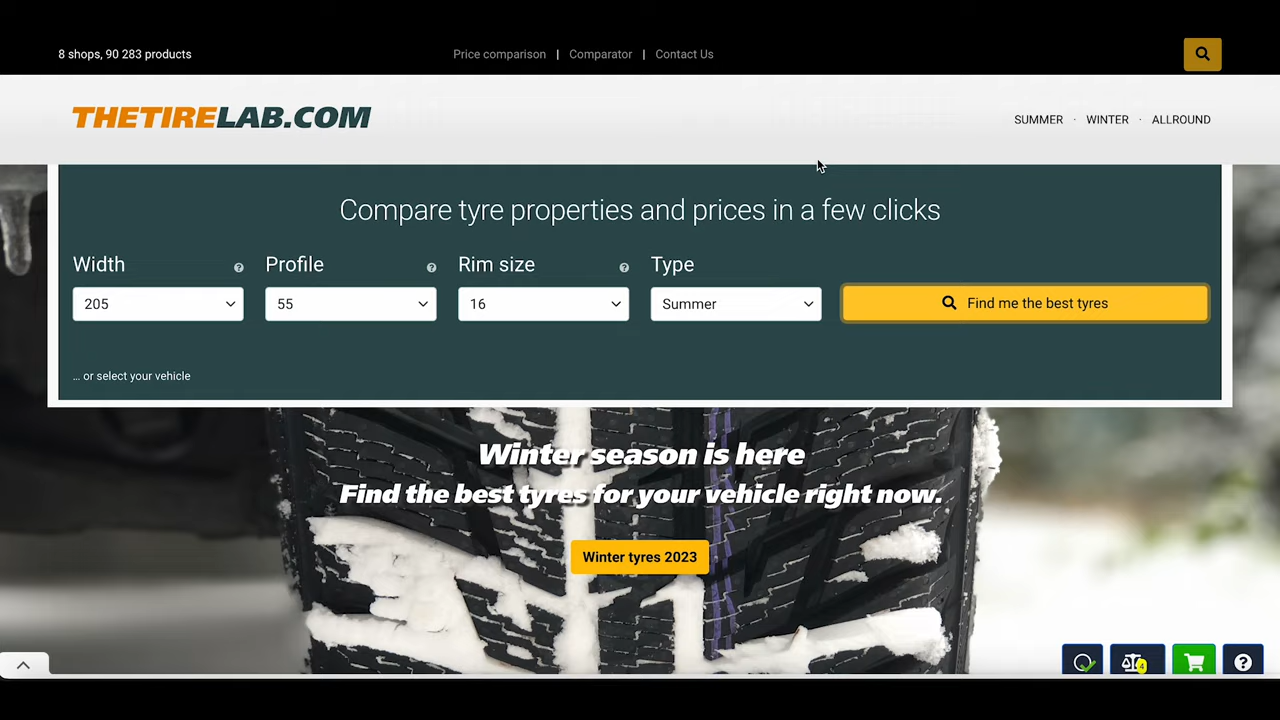 8 shops, 90 283 products
Price comparison | Comparator | Contact Us
THETIRELAB.COM
SUMMER · WINTER · ALLROUND
Compare tyre properties and prices in a few clicks
Width
Profile
Rim size
Type
205
55
16
Summer
Find me the best tyres
... or select your vehicle
Winter season is here
Find the best tyres for your vehicle right now.
Winter tyres 2023